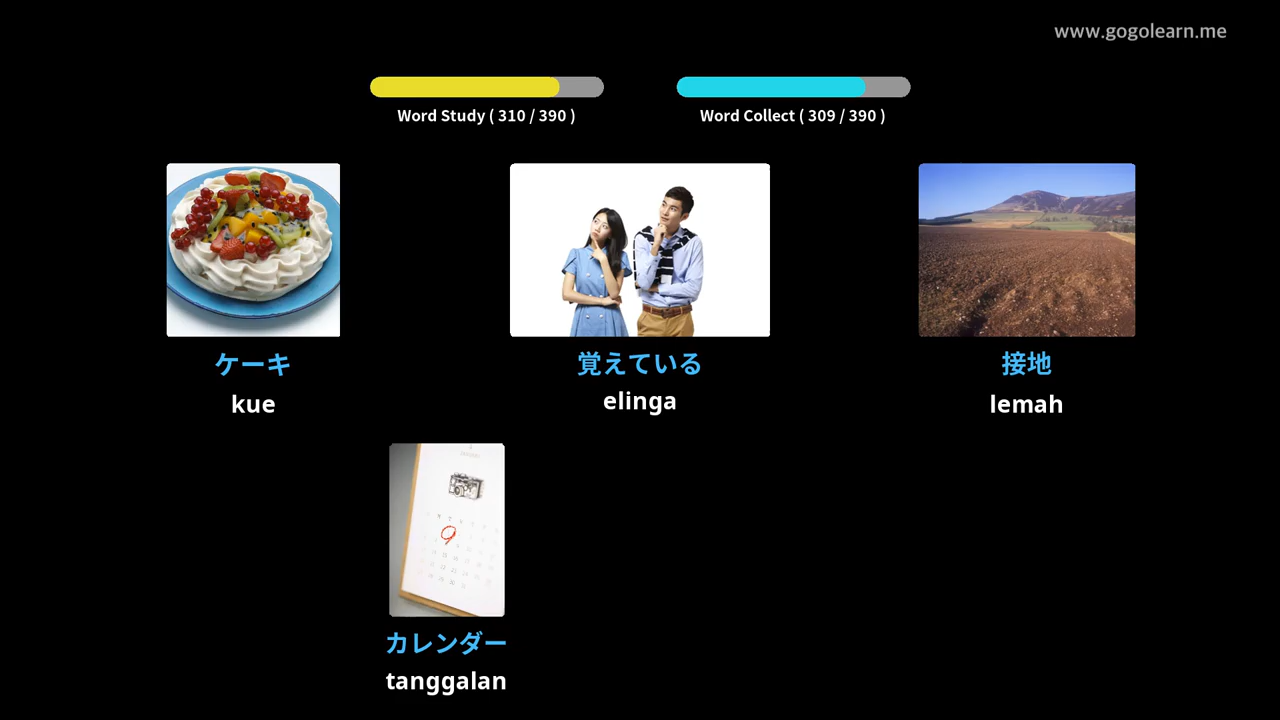 www.gogolearn.me
Word Study ( 310 / 390 )
Word Collect ( 309 / 390 )
ケーキ
kue
覚えている
elinga
接地
lemah
カレンダー
tanggalan